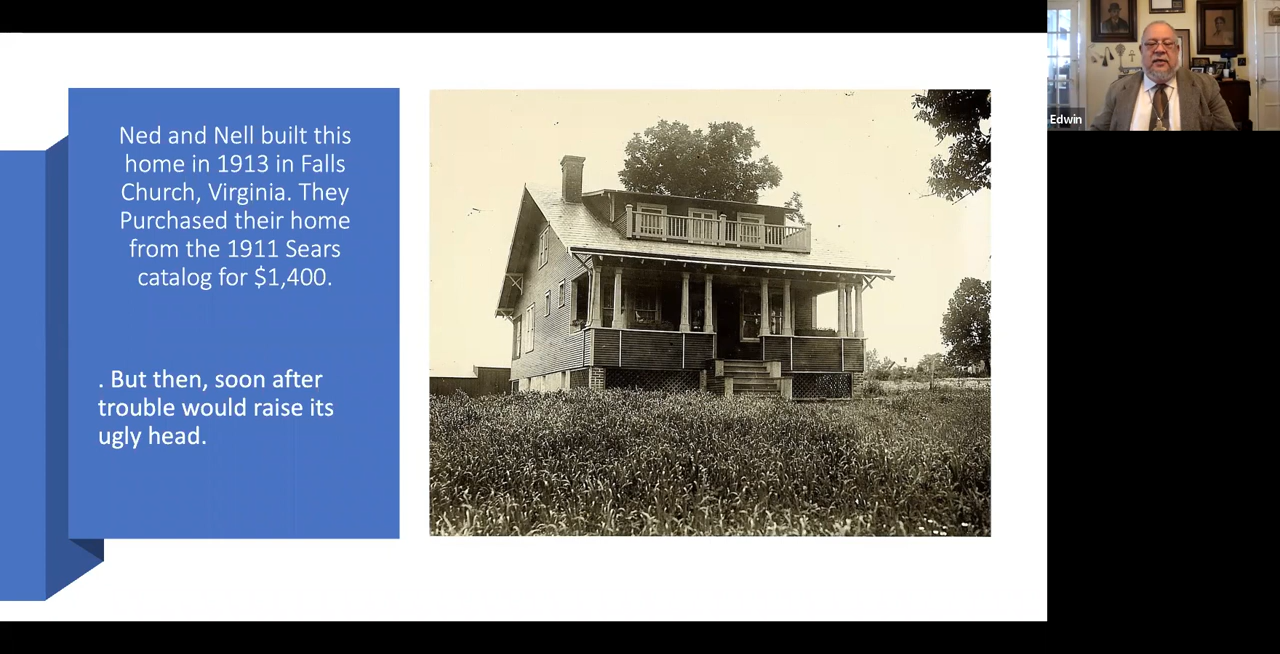 Ned and Nell built this
home in 1913 in Falls
Church, Virginia. They
Purchased their home
from the 1911 Sears
catalog for $1,400.
. But then, soon after
trouble would raise its
ugly head.
Edwin